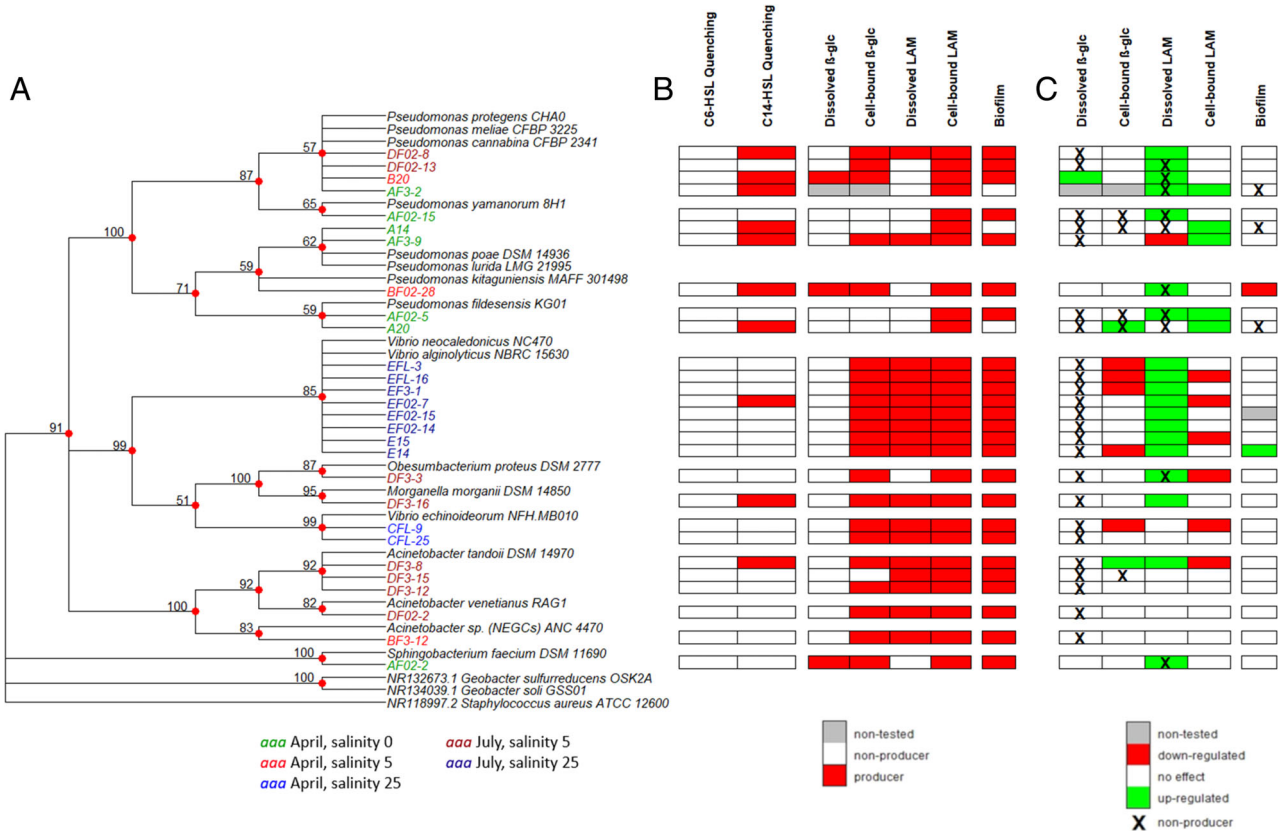 A
B
C
C6-HSL Quenching
C14-HSL Quenching
Dissolved ß-glc
Cell-bound ß-glc
Dissolved LAM
Cell-bound LAM
Biofilm
Dissolved ß-glc
Cell-bound ß-glc
Dissolved LAM
Cell-bound LAM
Biofilm
Pseudomonas protegens CHA0
Pseudomonas meliae CFBP 3225
Pseudomonas cannabina CFBP 2341
57 DF02-8 X
DF02-13 X X
87 B20
AF3-2 X X
65 Pseudomonas yamanorum 8H1
AF02-15 X X X
100 A14 X X X X
62 AF3-9 X
Pseudomonas poae DSM 14936
59 Pseudomonas lurida LMG 21995
Pseudomonas kitaguniensis MAFF 301498
71 BF02-28 X
Pseudomonas fildesensis KG01
59 AF02-5 X X X
A20 X X X X
Vibrio neocaledonicus NC470
Vibrio alginolyticus NBRC 15630
EFL-3 X
EFL-16 X
85 EF3-1 X
EF02-7 X
EF02-15 X
91 EF02-14 X
99 E15 X
E14 X
87 Obesumbacterium proteus DSM 2777
100 DF3-3 X X
95 Morganella morganii DSM 14850
51 DF3-16 X
Vibrio echinoideorum NFH.MB010
99 CFL-9 X
CFL-25 X
Acinetobacter tandoii DSM 14970
92 DF3-8 X
92 DF3-15 X X
DF3-12 X
100 82 Acinetobacter venetianus RAG1
DF02-2 X
83 Acinetobacter sp. (NEGCs) ANC 4470
BF3-12 X
100 Sphingobacterium faecium DSM 11690
AF02-2 X
100 NR132673.1 Geobacter sulfurreducens OSK2A
NR134039.1 Geobacter soli GSS01
NR118997.2 Staphylococcus aureus ATCC 12600
aaa April, salinity 0
aaa April, salinity 5
aaa April, salinity 25
aaa July, salinity 5
aaa July, salinity 25
non-tested
non-producer
producer
non-tested
down-regulated
no effect
up-regulated
X non-producer